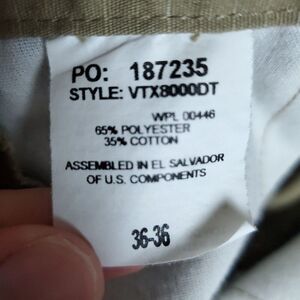 PO: 187235
STYLE: VTX8000DT
WPL 00446
65% POLYESTER
35% COTTON
ASSEMBLED IN EL SALVADOR
OF U.S. COMPONENTS
36-36